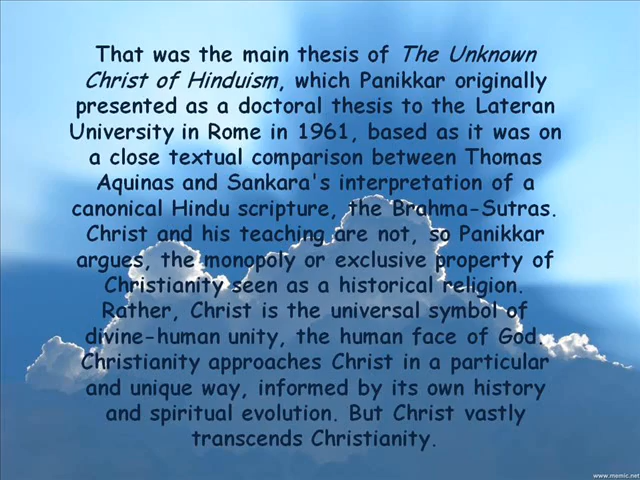 That was the main thesis of The Unknown
Christ of Hinduism, which Panikkar originally
presented as a doctoral thesis to the Lateran
University in Rome in 1961, based as it was on
a close textual comparison between Thomas
Aquinas and Sankara's interpretation of a
canonical Hindu scripture, the Brahma-Sutras.
Christ and his teaching are not, so Panikkar
argues, the monopoly or exclusive property of
Christianity seen as a historical religion.
Rather, Christ is the universal symbol of
divine-human unity, the human face of God.
Christianity approaches Christ in a particular
and unique way, informed by its own history
and spiritual evolution. But Christ vastly
transcends Christianity.
www.memic.net